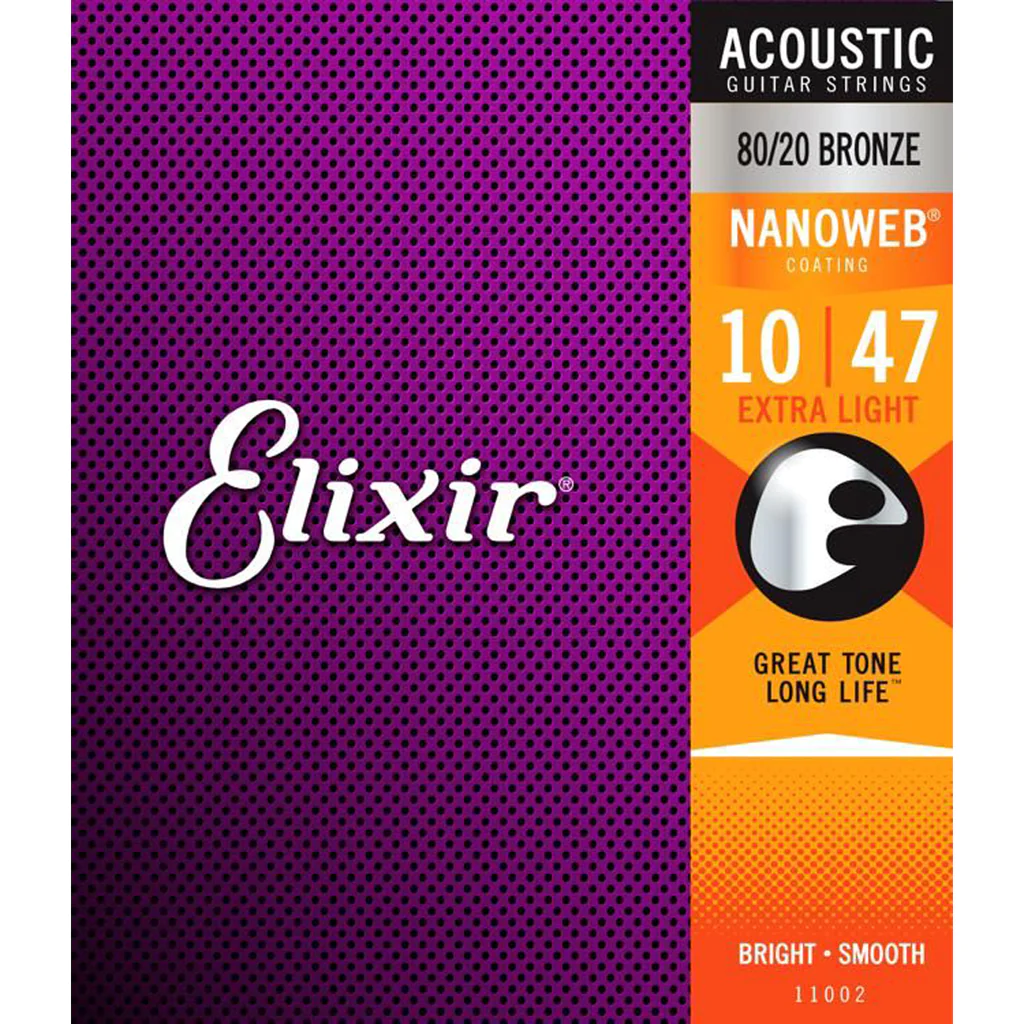 ACOUSTIC
GUITAR STRINGS
80/20 BRONZE
NANOWEB®
COATING
10 | 47
EXTRA LIGHT
Elixir®
GREAT TONE
LONG LIFE™
BRIGHT • SMOOTH
11002